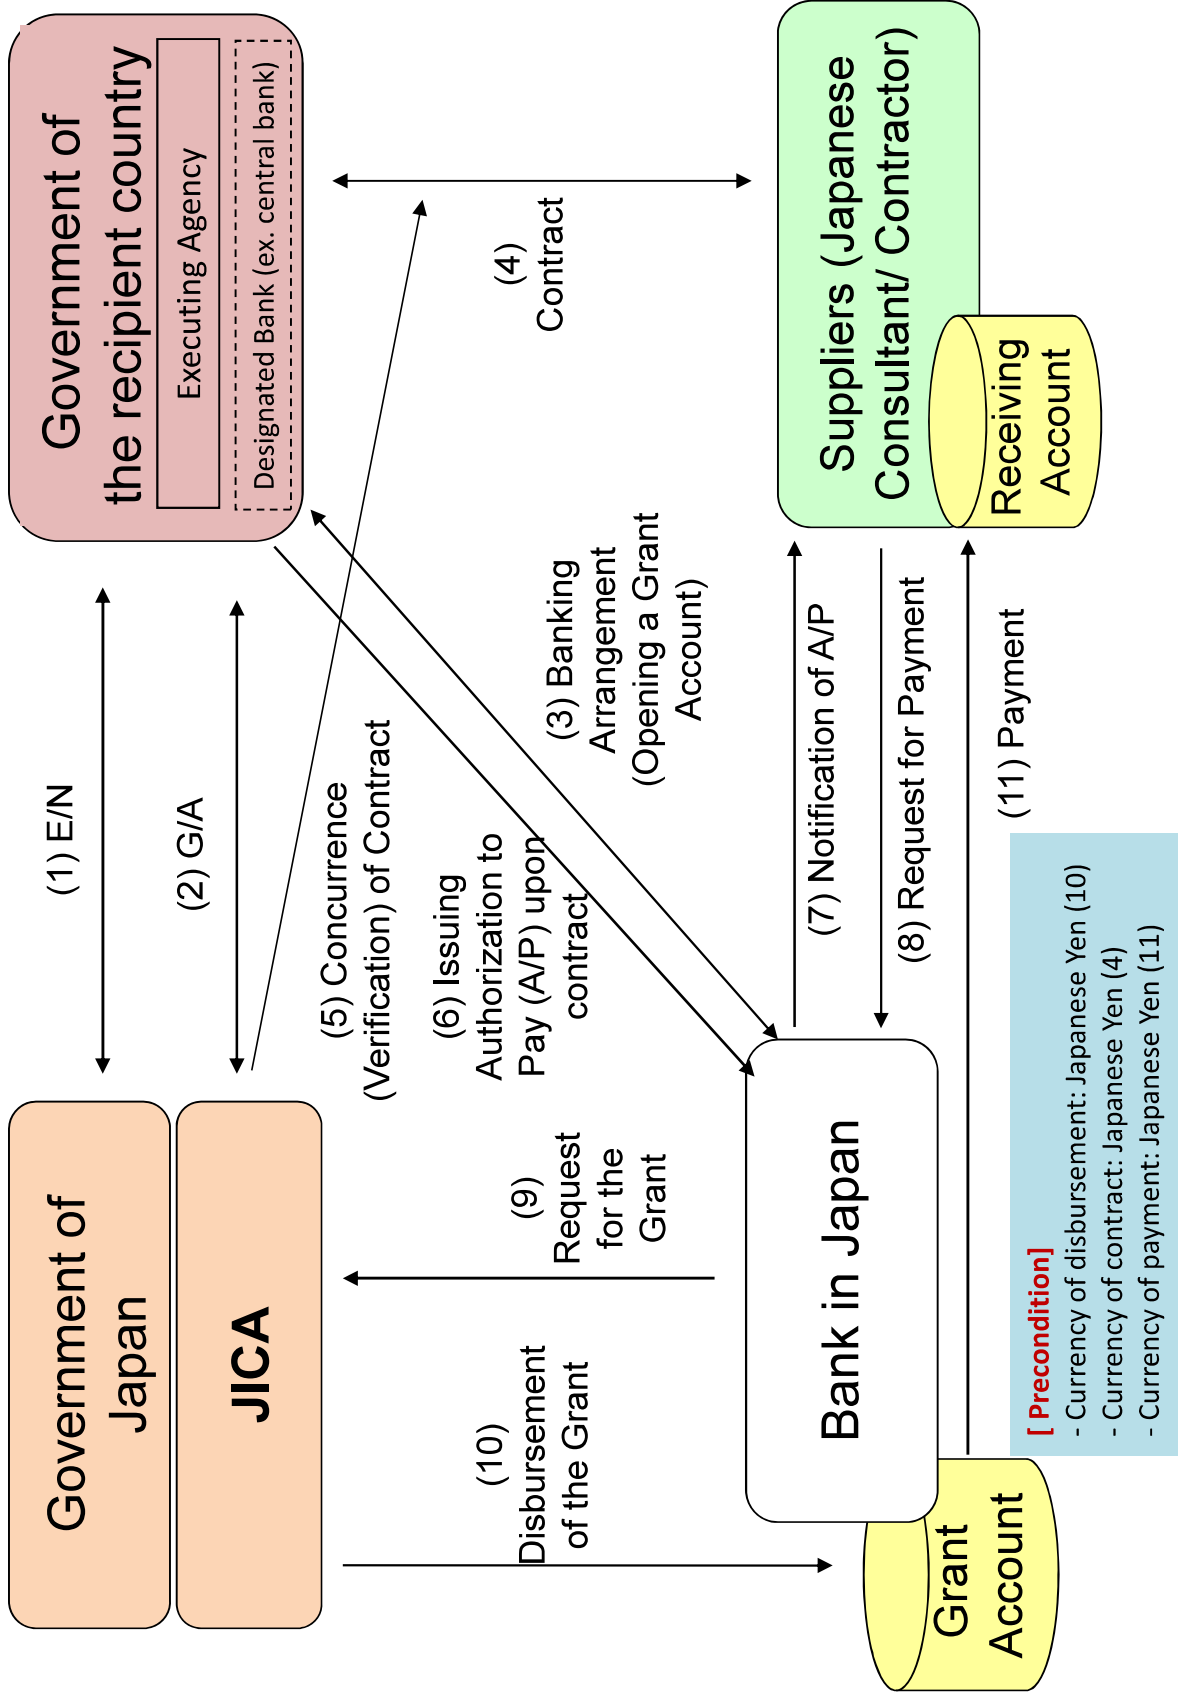 Government of
Japan
JICA
(1) E/N
(2) G/A
Government of
the recipient country
Executing Agency
Designated Bank (ex. central bank)
(5) Concurrence
(Verification) of Contract
(6) Issuing
Authorization to
Pay (A/P) upon
contract
(3) Banking
Arrangement
(Opening a Grant
Account)
(4)
Contract
(9)
Request
for the
Grant
(10)
Disbursement
of the Grant
Bank in Japan
Grant
Account
(7) Notification of A/P
(8) Request for Payment
(11) Payment
Suppliers (Japanese
Consultant/ Contractor)
Receiving
Account
[ Precondition]
- Currency of disbursement: Japanese Yen (10)
- Currency of contract: Japanese Yen (4)
- Currency of payment: Japanese Yen (11)